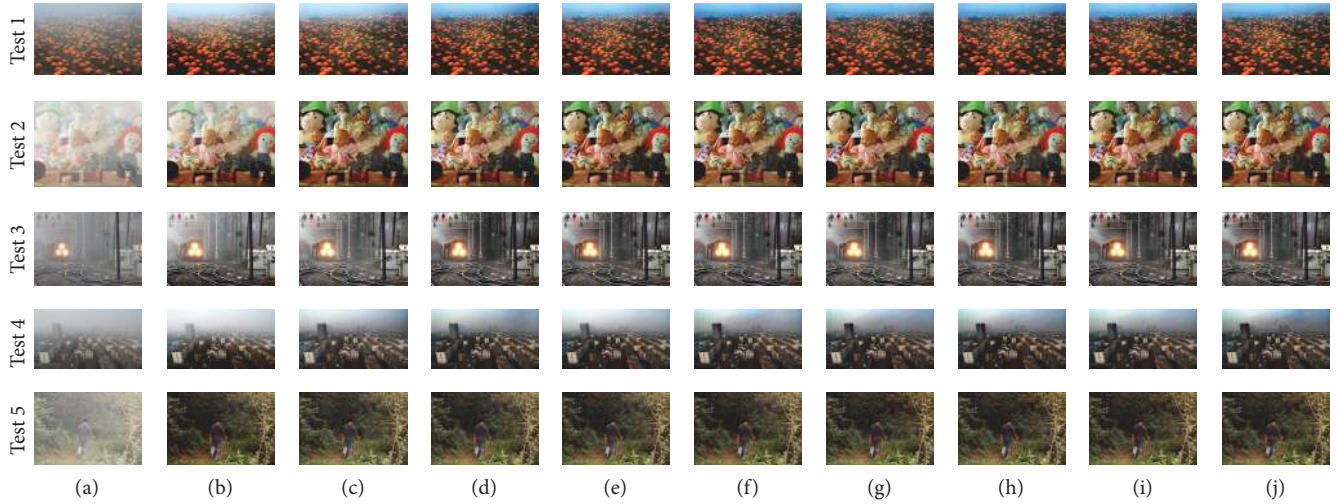 Test 1
Test 2
Test 3
Test 4
Test 5
(a) (b) (c) (d) (e) (f) (g) (h) (i) (j)